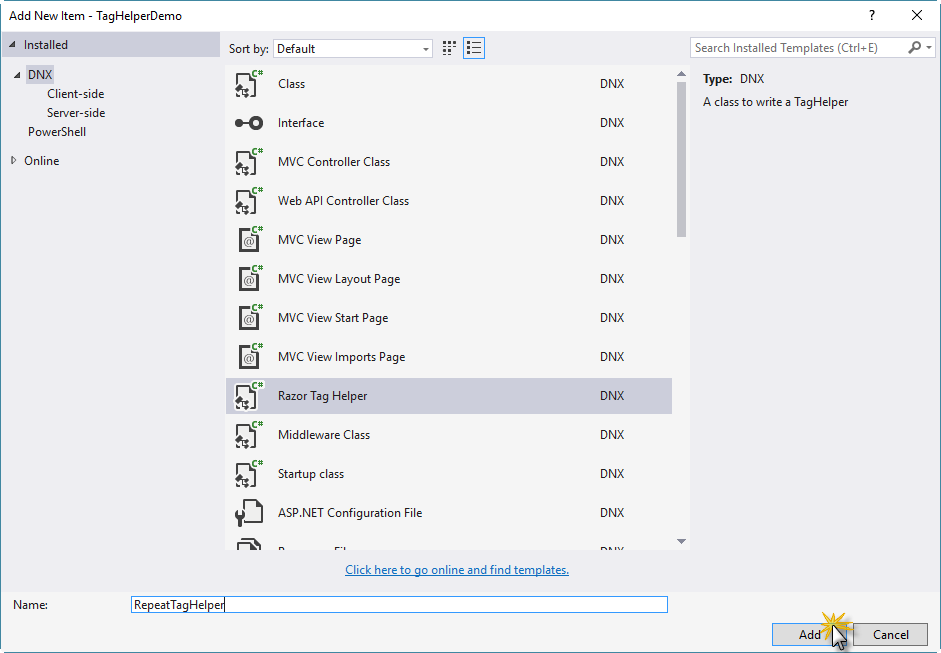 Add New Item - TagHelperDemo
?
Installed
Sort by: Default
Search Installed Templates (Ctrl+E)
DNX
Client-side
Server-side
PowerShell
Online
C# Class DNX
Interface DNX
C# MVC Controller Class DNX
C# Web API Controller Class DNX
C# @ MVC View Page DNX
C# @ MVC View Layout Page DNX
C# @ MVC View Start Page DNX
C# @ MVC View Imports Page DNX
C# Razor Tag Helper DNX
C# Middleware Class DNX
C# Startup class DNX
ASP.NET Configuration File DNX
Type: DNX
A class to write a TagHelper
Click here to go online and find templates.
Name: RepeatTagHelper
Add Cancel